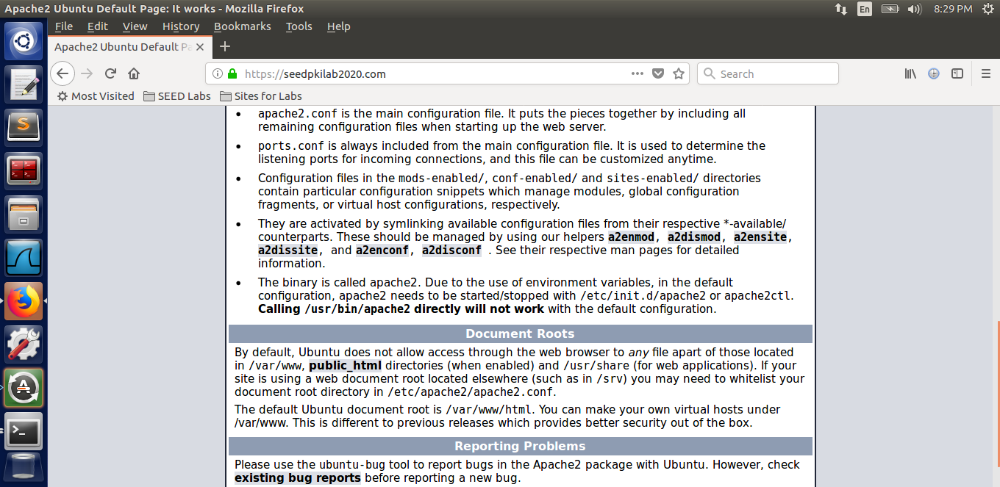 Apache2 Ubuntu Default Page: It works - Mozilla Firefox
En
8:29 PM
File Edit View History Bookmarks Tools Help
Apache2 Ubuntu Default Pa
https://seedpkilab2020.com
Search
Most Visited SEED Labs Sites for Labs
• apache2.conf is the main configuration file. It puts the pieces together by including all
remaining configuration files when starting up the web server.
• ports.conf is always included from the main configuration file. It is used to determine the
listening ports for incoming connections, and this file can be customized anytime.
• Configuration files in the mods-enabled/, conf-enabled/ and sites-enabled/ directories
contain particular configuration snippets which manage modules, global configuration
fragments, or virtual host configurations, respectively.
• They are activated by symlinking available configuration files from their respective *-available/
counterparts. These should be managed by using our helpers a2enmod, a2dismod, a2ensite,
a2dissite, and a2enconf, a2disconf . See their respective man pages for detailed
information.
• The binary is called apache2. Due to the use of environment variables, in the default
configuration, apache2 needs to be started/stopped with /etc/init.d/apache2 or apache2ctl.
Calling /usr/bin/apache2 directly will not work with the default configuration.
Document Roots
By default, Ubuntu does not allow access through the web browser to any file apart of those located
in /var/www, public_html directories (when enabled) and /usr/share (for web applications). If your
site is using a web document root located elsewhere (such as in /srv) you may need to whitelist your
document root directory in /etc/apache2/apache2.conf.
The default Ubuntu document root is /var/www/html. You can make your own virtual hosts under
/var/www. This is different to previous releases which provides better security out of the box.
Reporting Problems
Please use the ubuntu-bug tool to report bugs in the Apache2 package with Ubuntu. However, check
existing bug reports before reporting a new bug.